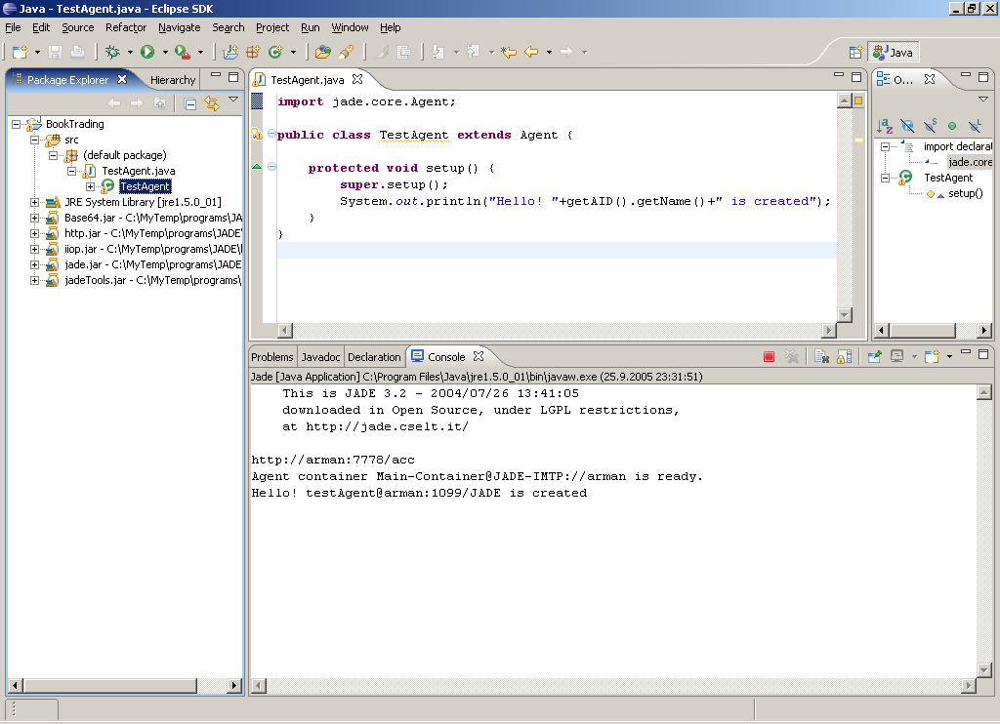 Java - TestAgent.java - Eclipse SDK
File Edit Source Refactor Navigate Search Project Run Window Help
Java
Package Explorer Hierarchy
BookTrading
src
(default package)
TestAgent.java
TestAgent
JRE System Library [jre1.5.0_01]
Base64.jar - C:\MyTemp\programs\JA
http.jar - C:\MyTemp\programs\JADE\
iiop.jar - C:\MyTemp\programs\JADE\
jade.jar - C:\MyTemp\programs\JADE
jadeTools.jar - C:\MyTemp\programs\
TestAgent.java
import jade.core.Agent;
public class TestAgent extends Agent {
protected void setup() {
super.setup();
System.out.println("Hello! "+getAID().getName()+" is created");
}
}
O...
import declara
jade.core
TestAgent
setup()
Problems Javadoc Declaration Console
Jade [Java Application] C:\Program Files\Java\jre1.5.0_01\bin\javaw.exe (25.9.2005 23:31:51)
This is JADE 3.2 - 2004/07/26 13:41:05
downloaded in Open Source, under LGPL restrictions,
at http://jade.cselt.it/
http://arman:7778/acc
Agent container Main-Container@JADE-IMTP://arman is ready.
Hello! testAgent@arman:1099/JADE is created